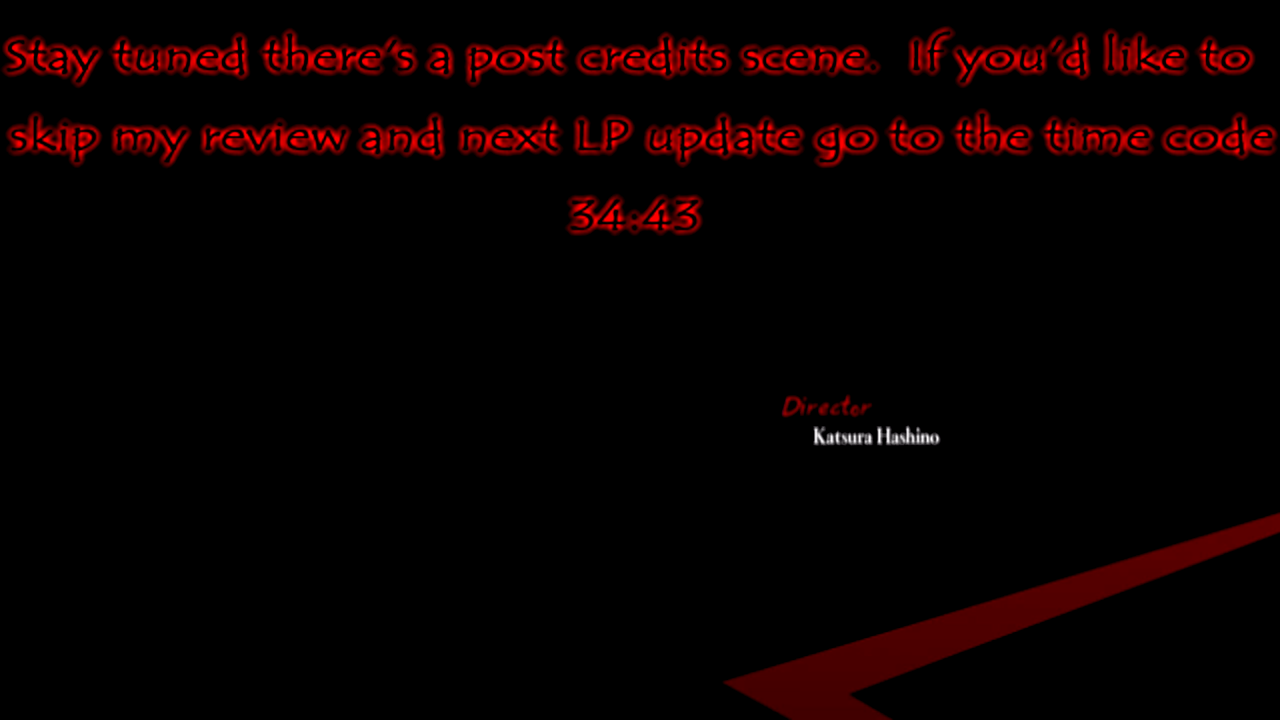 Stay tuned there's a post credits scene.  If you'd like to
skip my review and next LP update go to the time code
34:43
Director
Katsura Hashino